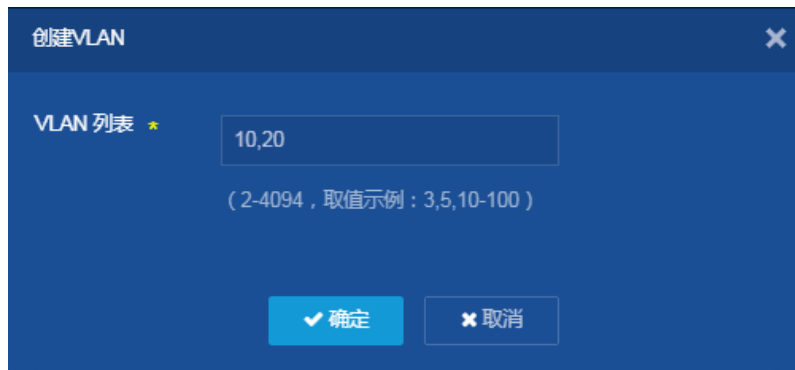 创建VLAN
VLAN 列表 *
10,20
(2-4094，取值示例：3,5,10-100)
确定
取消